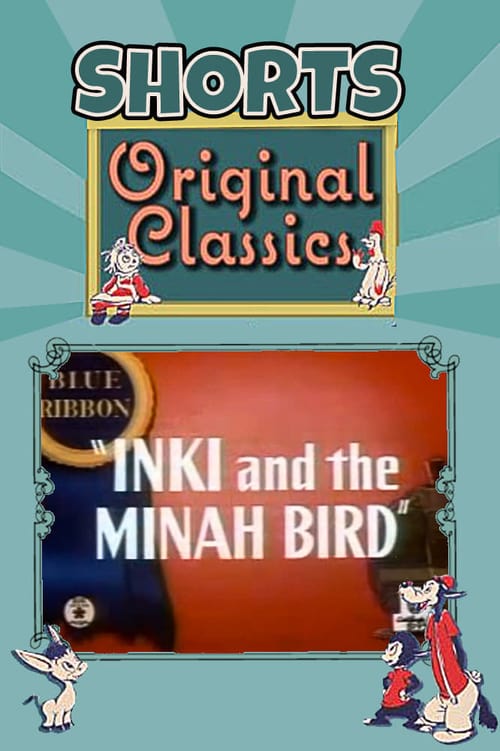 SHORTS
Original
Classics
BLUE
RIBBON
"INKI and the
MINAH BIRD"